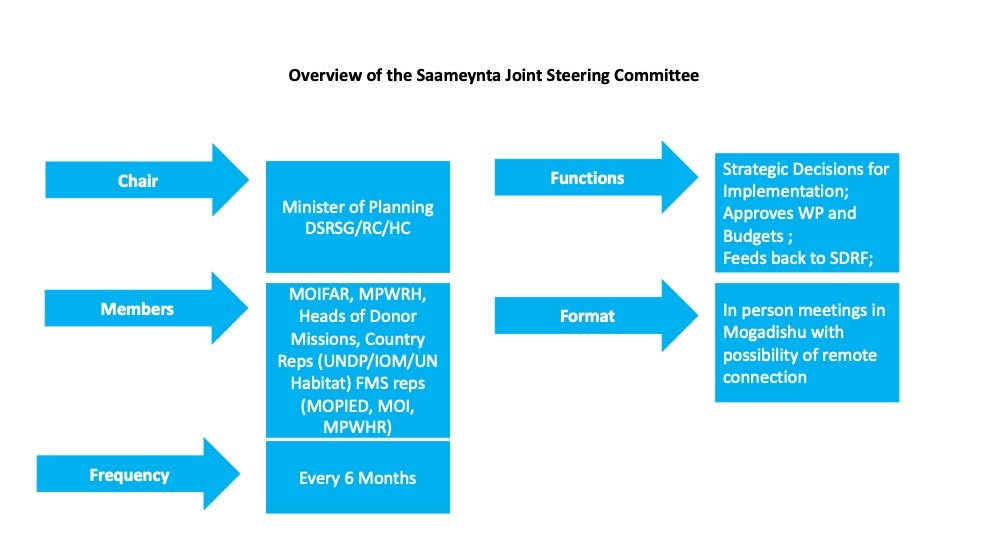 Overview of the Saameynta Joint Steering Committee
Chair
Minister of Planning
DSRSG/RC/HC
Members
MOIFAR, MPWRH,
Heads of Donor
Missions, Country
Reps (UNDP/IOM/UN
Habitat) FMS reps
(MOPIED, MOI,
MPWHR)
Frequency
Every 6 Months
Functions
Strategic Decisions for
Implementation;
Approves WP and
Budgets ;
Feeds back to SDRF;
Format
In person meetings in
Mogadishu with
possibility of remote
connection